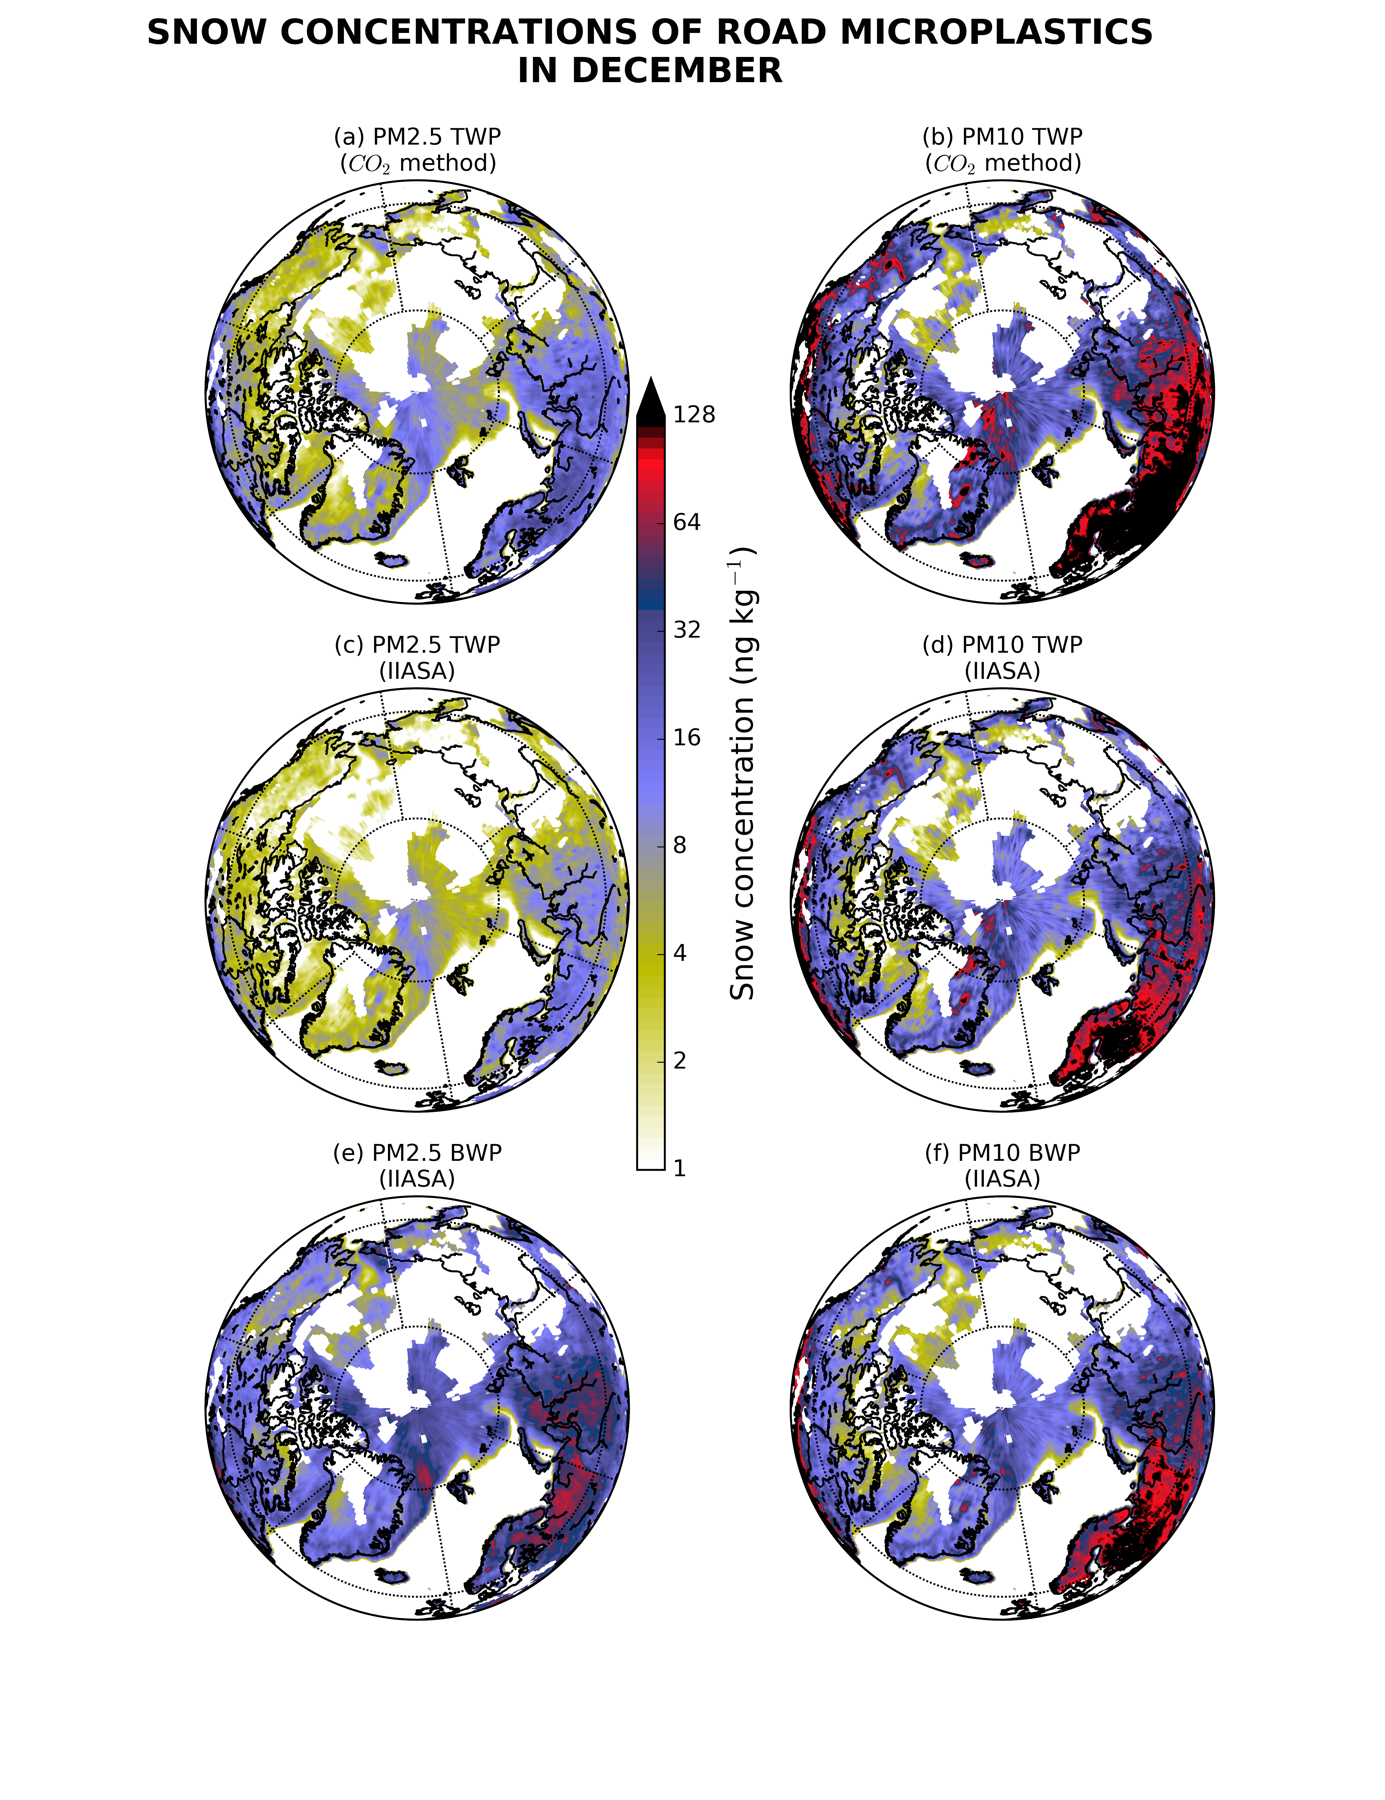 SNOW CONCENTRATIONS OF ROAD MICROPLASTICS
IN DECEMBER
(a) PM2.5 TWP
(CO₂ method)
(b) PM10 TWP
(CO₂ method)
128
64
32
16
8
4
2
1
Snow concentration (ng kg⁻¹)
(c) PM2.5 TWP
(IIASA)
(d) PM10 TWP
(IIASA)
(e) PM2.5 BWP
(IIASA)
(f) PM10 BWP
(IIASA)